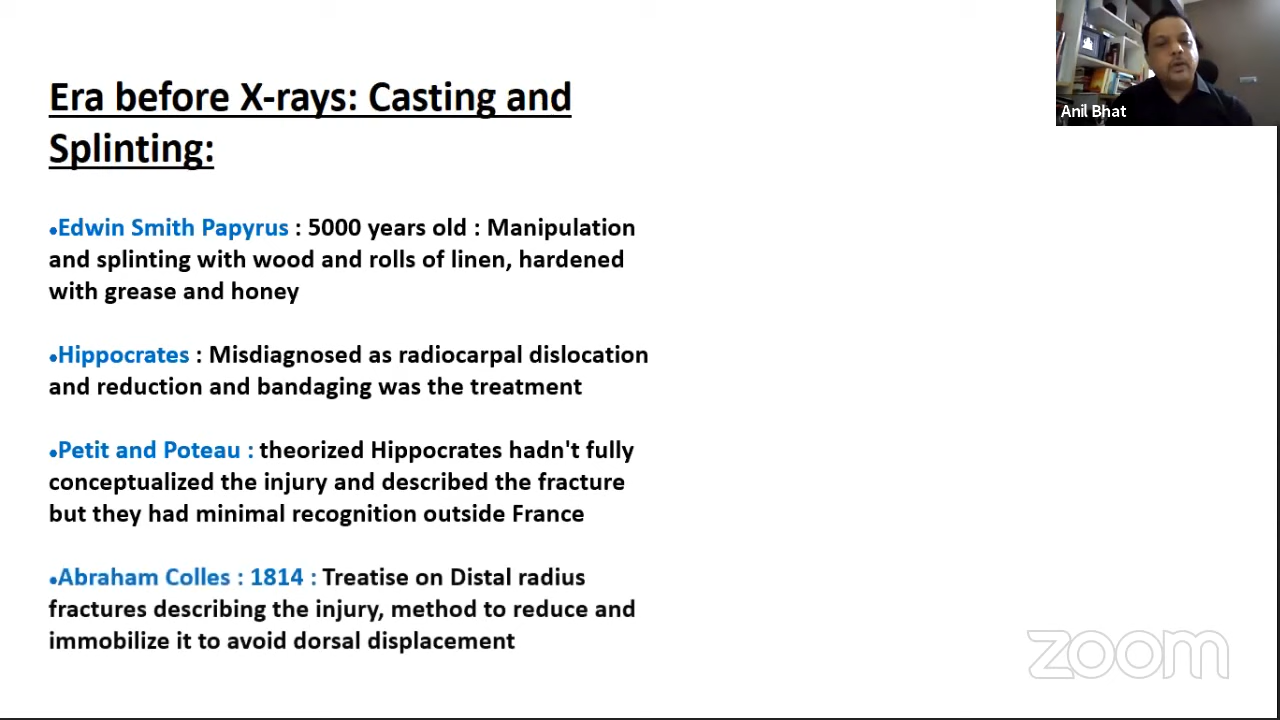 Era before X-rays: Casting and
Splinting:
•Edwin Smith Papyrus : 5000 years old : Manipulation
and splinting with wood and rolls of linen, hardened
with grease and honey
•Hippocrates : Misdiagnosed as radiocarpal dislocation
and reduction and bandaging was the treatment
•Petit and Poteau : theorized Hippocrates hadn't fully
conceptualized the injury and described the fracture
but they had minimal recognition outside France
•Abraham Colles : 1814 : Treatise on Distal radius
fractures describing the injury, method to reduce and
immobilize it to avoid dorsal displacement
Anil Bhat
zoom